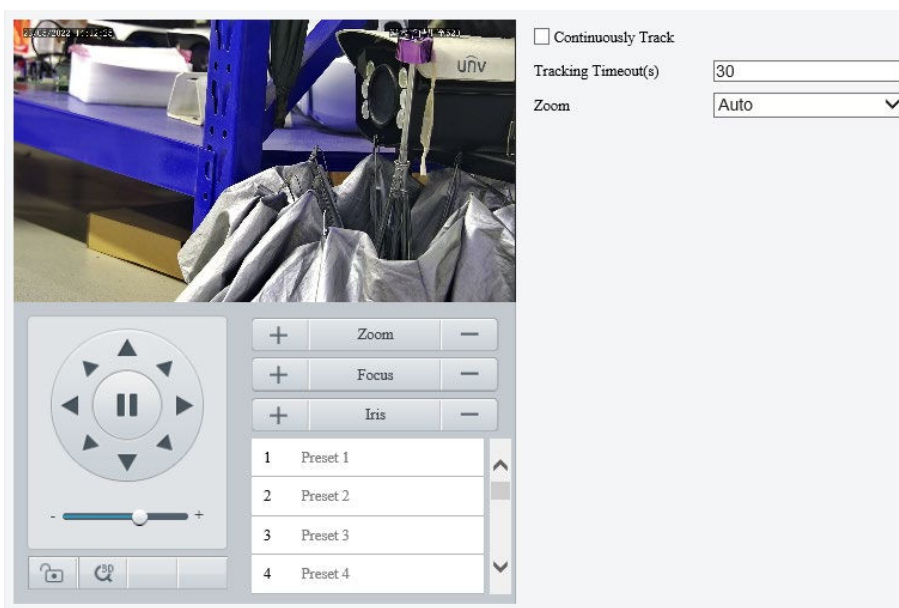 unv
Continuously Track
Tracking Timeout(s) 30
Zoom Auto
+ Zoom -
+ Focus -
+ Iris -
1 Preset 1
2 Preset 2
3 Preset 3
4 Preset 4
- +
3D